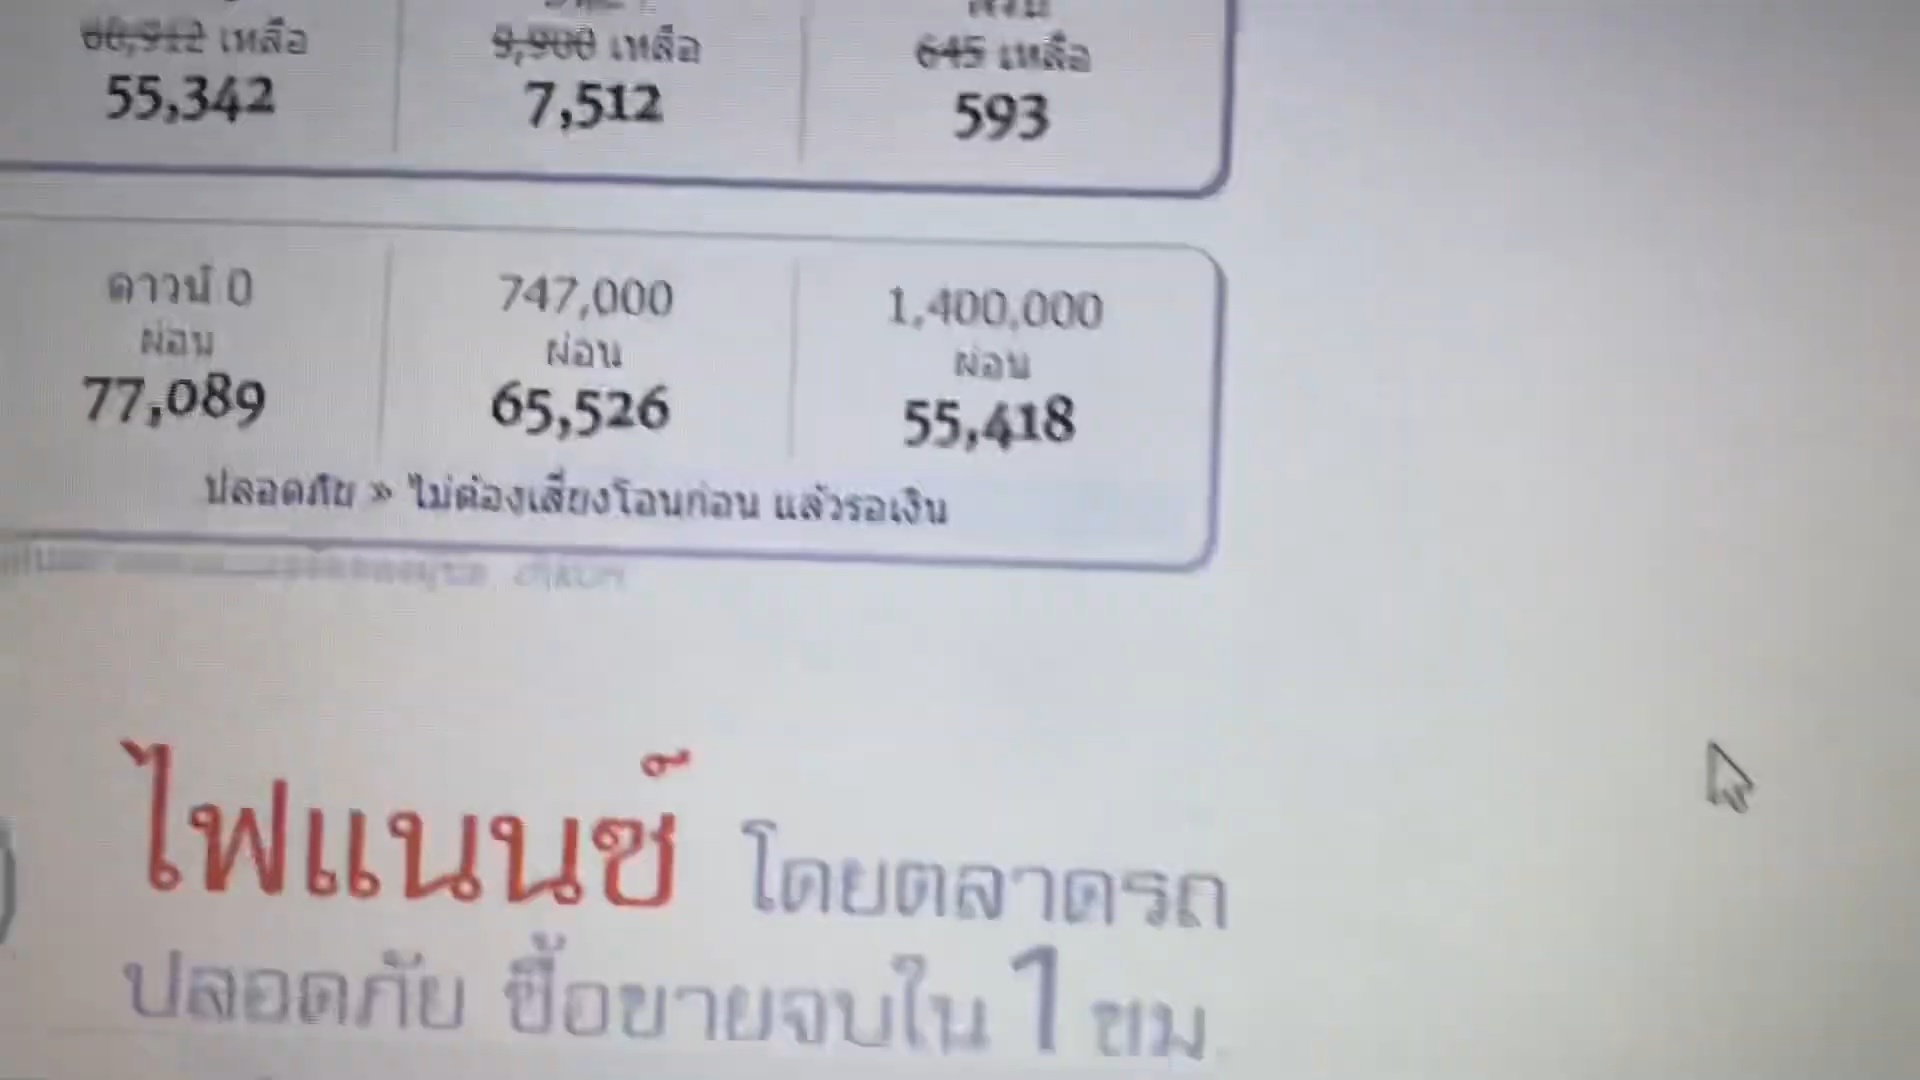 66,912 เหลือ 9,900 เหลือ 645 เหลือ
55,342 7,512 593
ดาวน์ 0 747,000 1,400,000
ผ่อน ผ่อน ผ่อน
77,089 65,526 55,418
ปลอดภัย » ไม่ต้องเสี่ยงโอนก่อน แล้วรอเงิน
ไฟแนนซ์ โดยตลาดรถ
ปลอดภัย ซื้อขายจบใน 1 ชม.